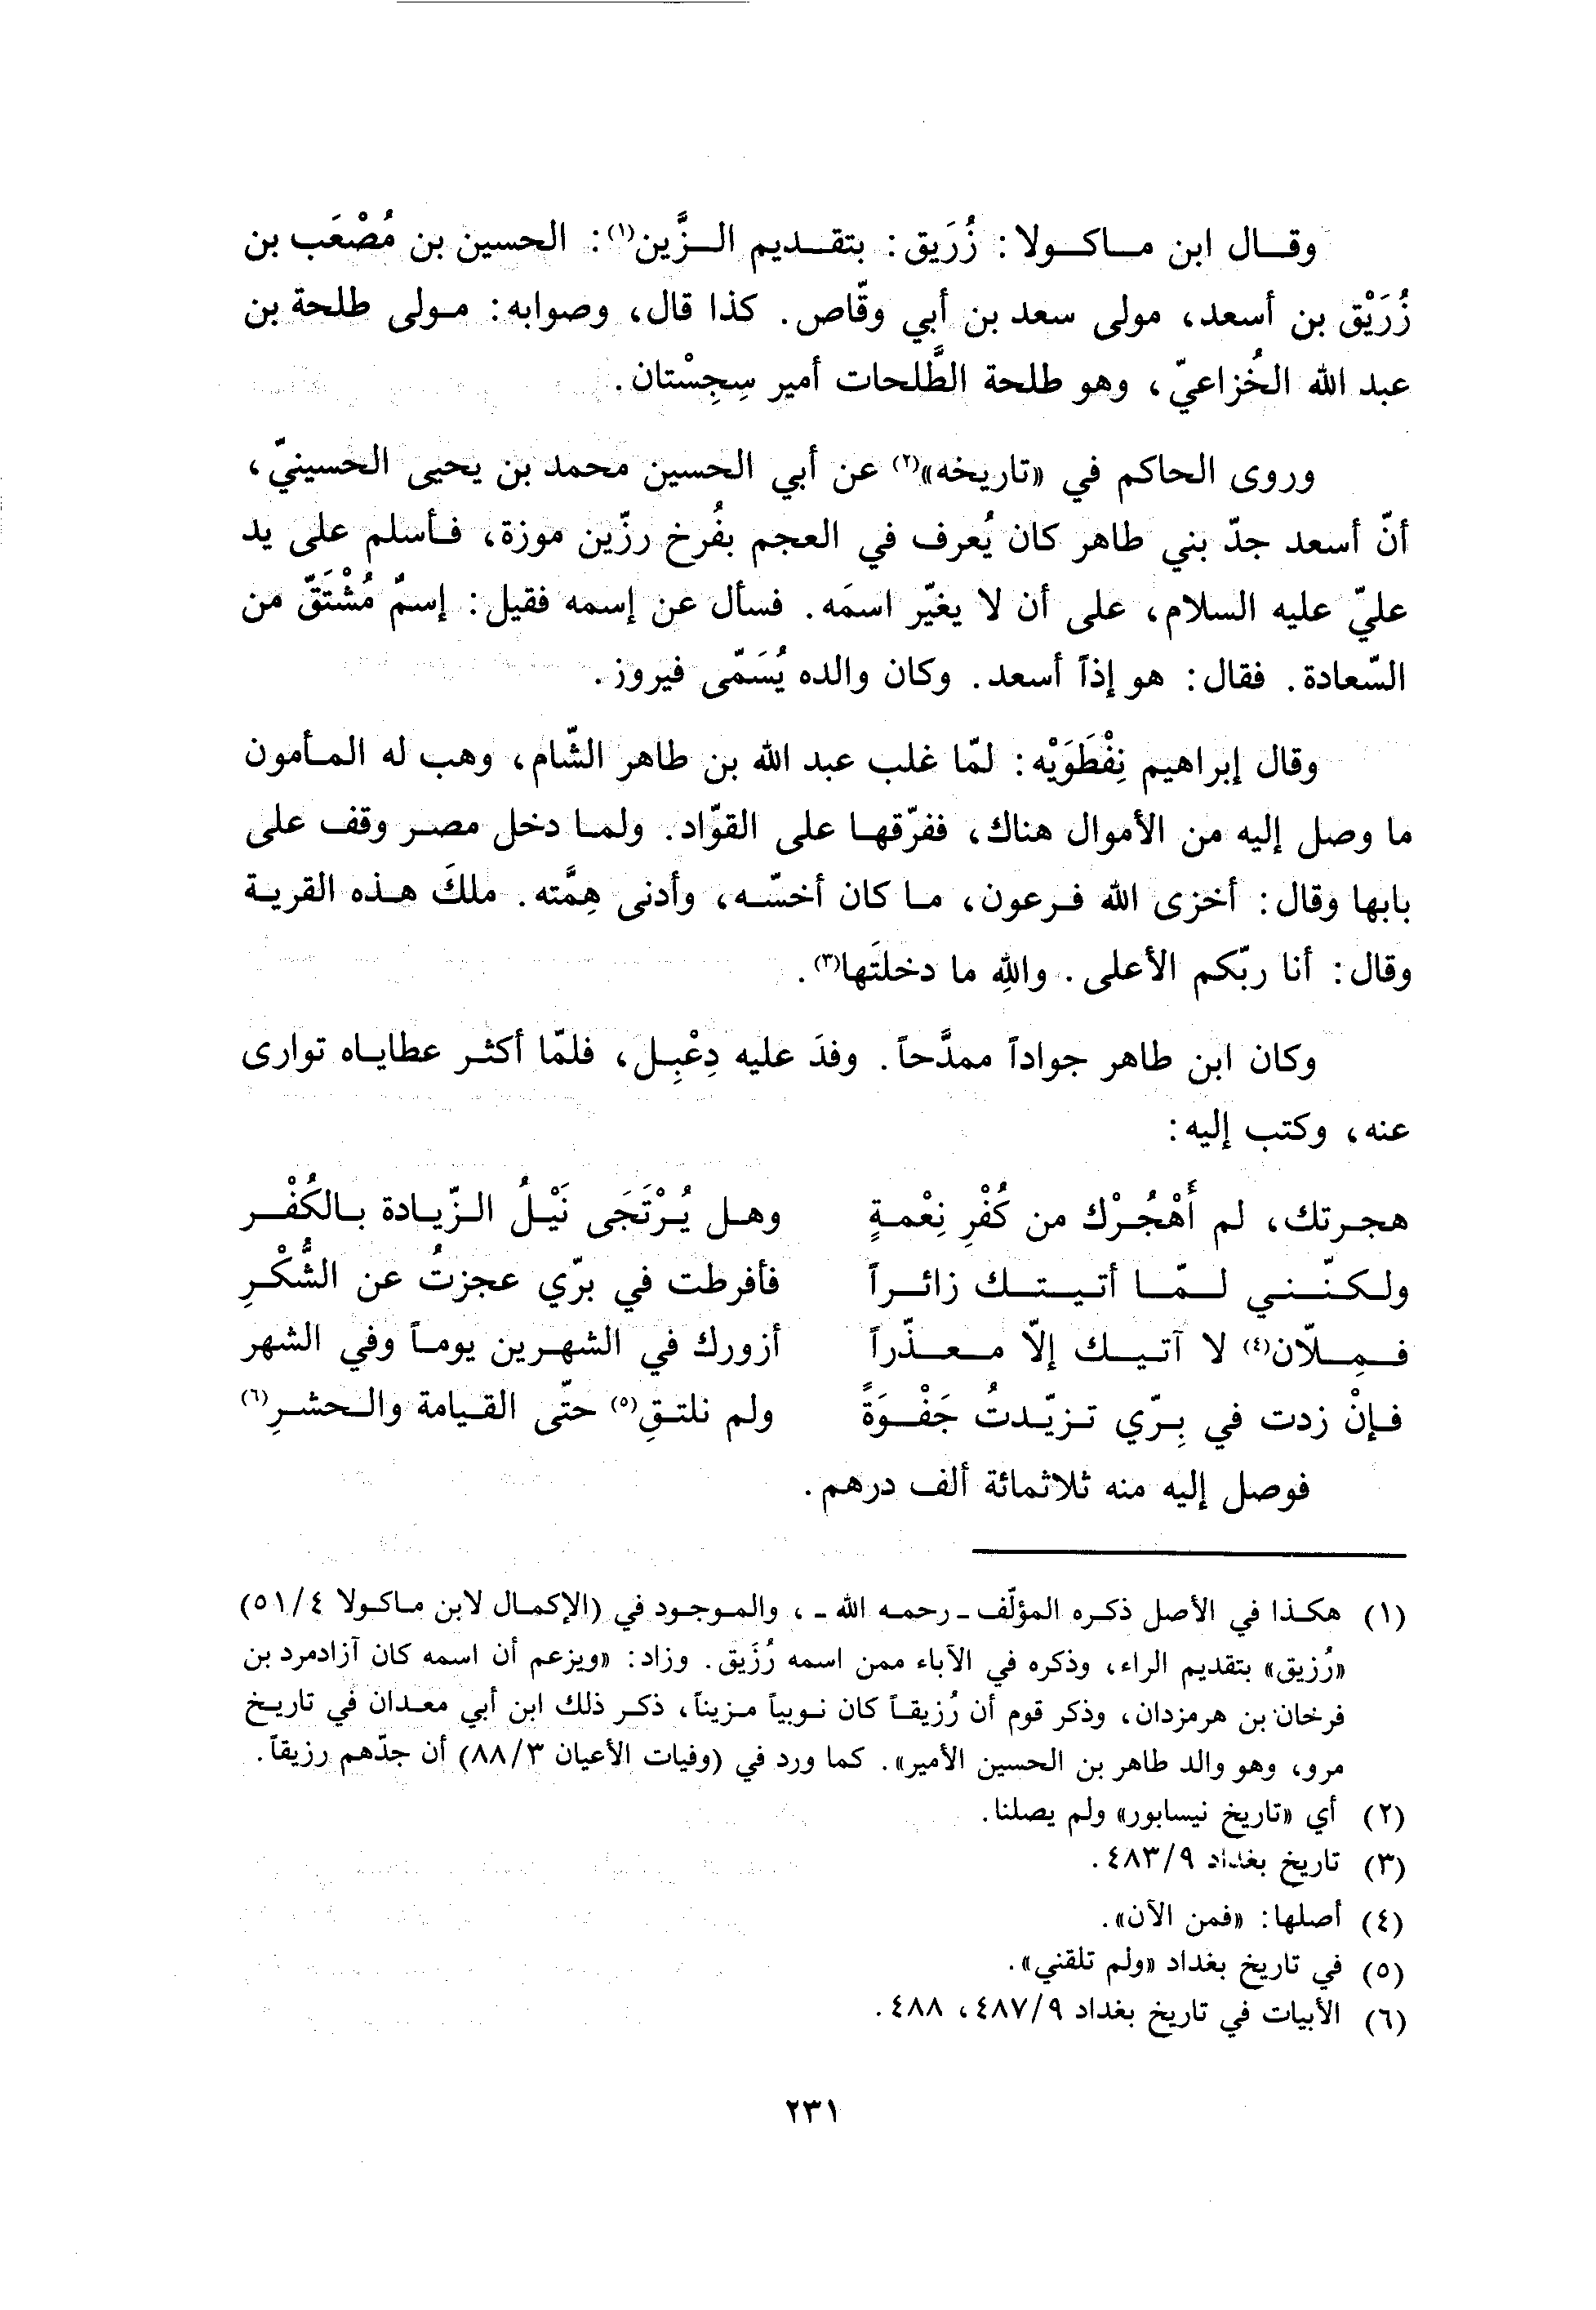 وقال ابن ماكولا: زُرَيق: بتقديم الزَّين(١): الحسين بن مُصْعَب بن
زُرَيْق بن أسعد، مولى سعد بن أبي وقّاص. كذا قال، وصوابه: مولى طلحة بن
عبد الله الخُزاعيّ، وهو طلحة الطَّلحات أمير سِجِسْتان.
وروى الحاكم في «تاريخه»(٢) عن أبي الحسين محمد بن يحيى الحسينيّ،
أنّ أسعد جدّ بني طاهر كان يُعرف في العجم بفُرخ رزّين موزة، فأسلم على يد
عليّ عليه السلام، على أن لا يغيّر اسمَه. فسأل عن إسمه فقيل: إسمٌ مُشْتَقّ من
السّعادة. فقال: هو إذاً أسعد. وكان والده يُسَمّى فيروز.
وقال إبراهيم نِفْطَوَيْه: لمّا غلب عبد الله بن طاهر الشّام، وهب له المأمون
ما وصل إليه من الأموال هناك، ففرّقها على القوّاد. ولما دخل مصر وقف على
بابها وقال: أخزى الله فرعون، ما كان أخسّه، وأدنى هِمَّته. ملكَ هذه القرية
وقال: أنا ربّكم الأعلى. واللهِ ما دخلتَها(٣).
وكان ابن طاهر جواداً ممدَّحاً. وفدَ عليه دِعْبِل، فلمّا أكثر عطاياه توارى
عنه، وكتب إليه:
هجرتك، لم أَهْجُرْك من كُفْرِ نِعْمةٍ وهل يُرْتَجَى نَيْلُ الزّيادة بالكُفْر
ولكنّني لمّا أتيتك زائراً فأفرطت في برّي عجزتُ عن الشُّكْرِ
فمِلّان(٤) لا آتيك إلّا معذّراً أزورك في الشهرين يوماً وفي الشهر
فإنْ زدت في بِرّي تزيّدتُ جَفْوَةً ولم نلتقِ(٥) حتّى القيامة والحشرِ(٦)
فوصل إليه منه ثلاثمائة ألف درهم.
(١) هكذا في الأصل ذكره المؤلّف - رحمه الله -، والموجود في (الإكمال لابن ماكولا ٥١/٤)
«رُزيق» بتقديم الراء، وذكره في الآباء ممن اسمه رُزَيق. وزاد: «ويزعم أن اسمه كان آزادمرد بن
فرخان بن هرمزدان، وذكر قوم أن رُزيقاً كان نوبياً مزيناً، ذكر ذلك ابن أبي معدان في تاريخ
مرو، وهو والد طاهر بن الحسين الأمير». كما ورد في (وفيات الأعيان ٨٨/٣) أن جدّهم رزيقاً.
(٢) أي «تاريخ نيسابور» ولم يصلنا.
(٣) تاريخ بغداد ٤٨٣/٩.
(٤) أصلها: «فمن الآن».
(٥) في تاريخ بغداد «ولم تلقني».
(٦) الأبيات في تاريخ بغداد ٤٨٧/٩، ٤٨٨.
٢٣١